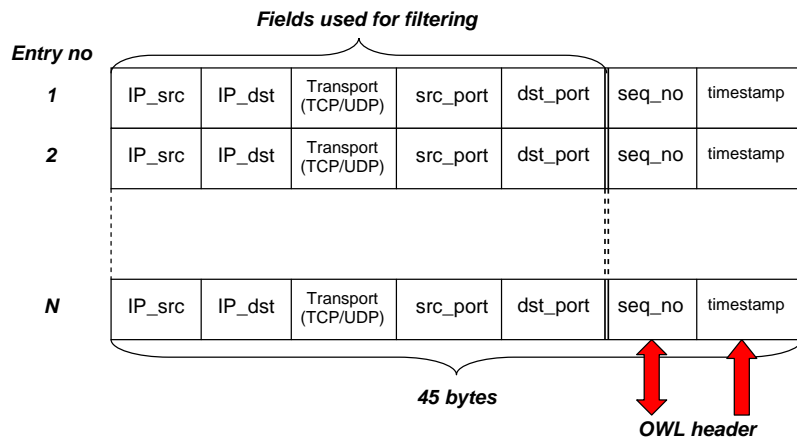 Fields used for filtering
Entry no
1 IP_src IP_dst Transport (TCP/UDP) src_port dst_port seq_no timestamp
2 IP_src IP_dst Transport (TCP/UDP) src_port dst_port seq_no timestamp
N IP_src IP_dst Transport (TCP/UDP) src_port dst_port seq_no timestamp
45 bytes
OWL header